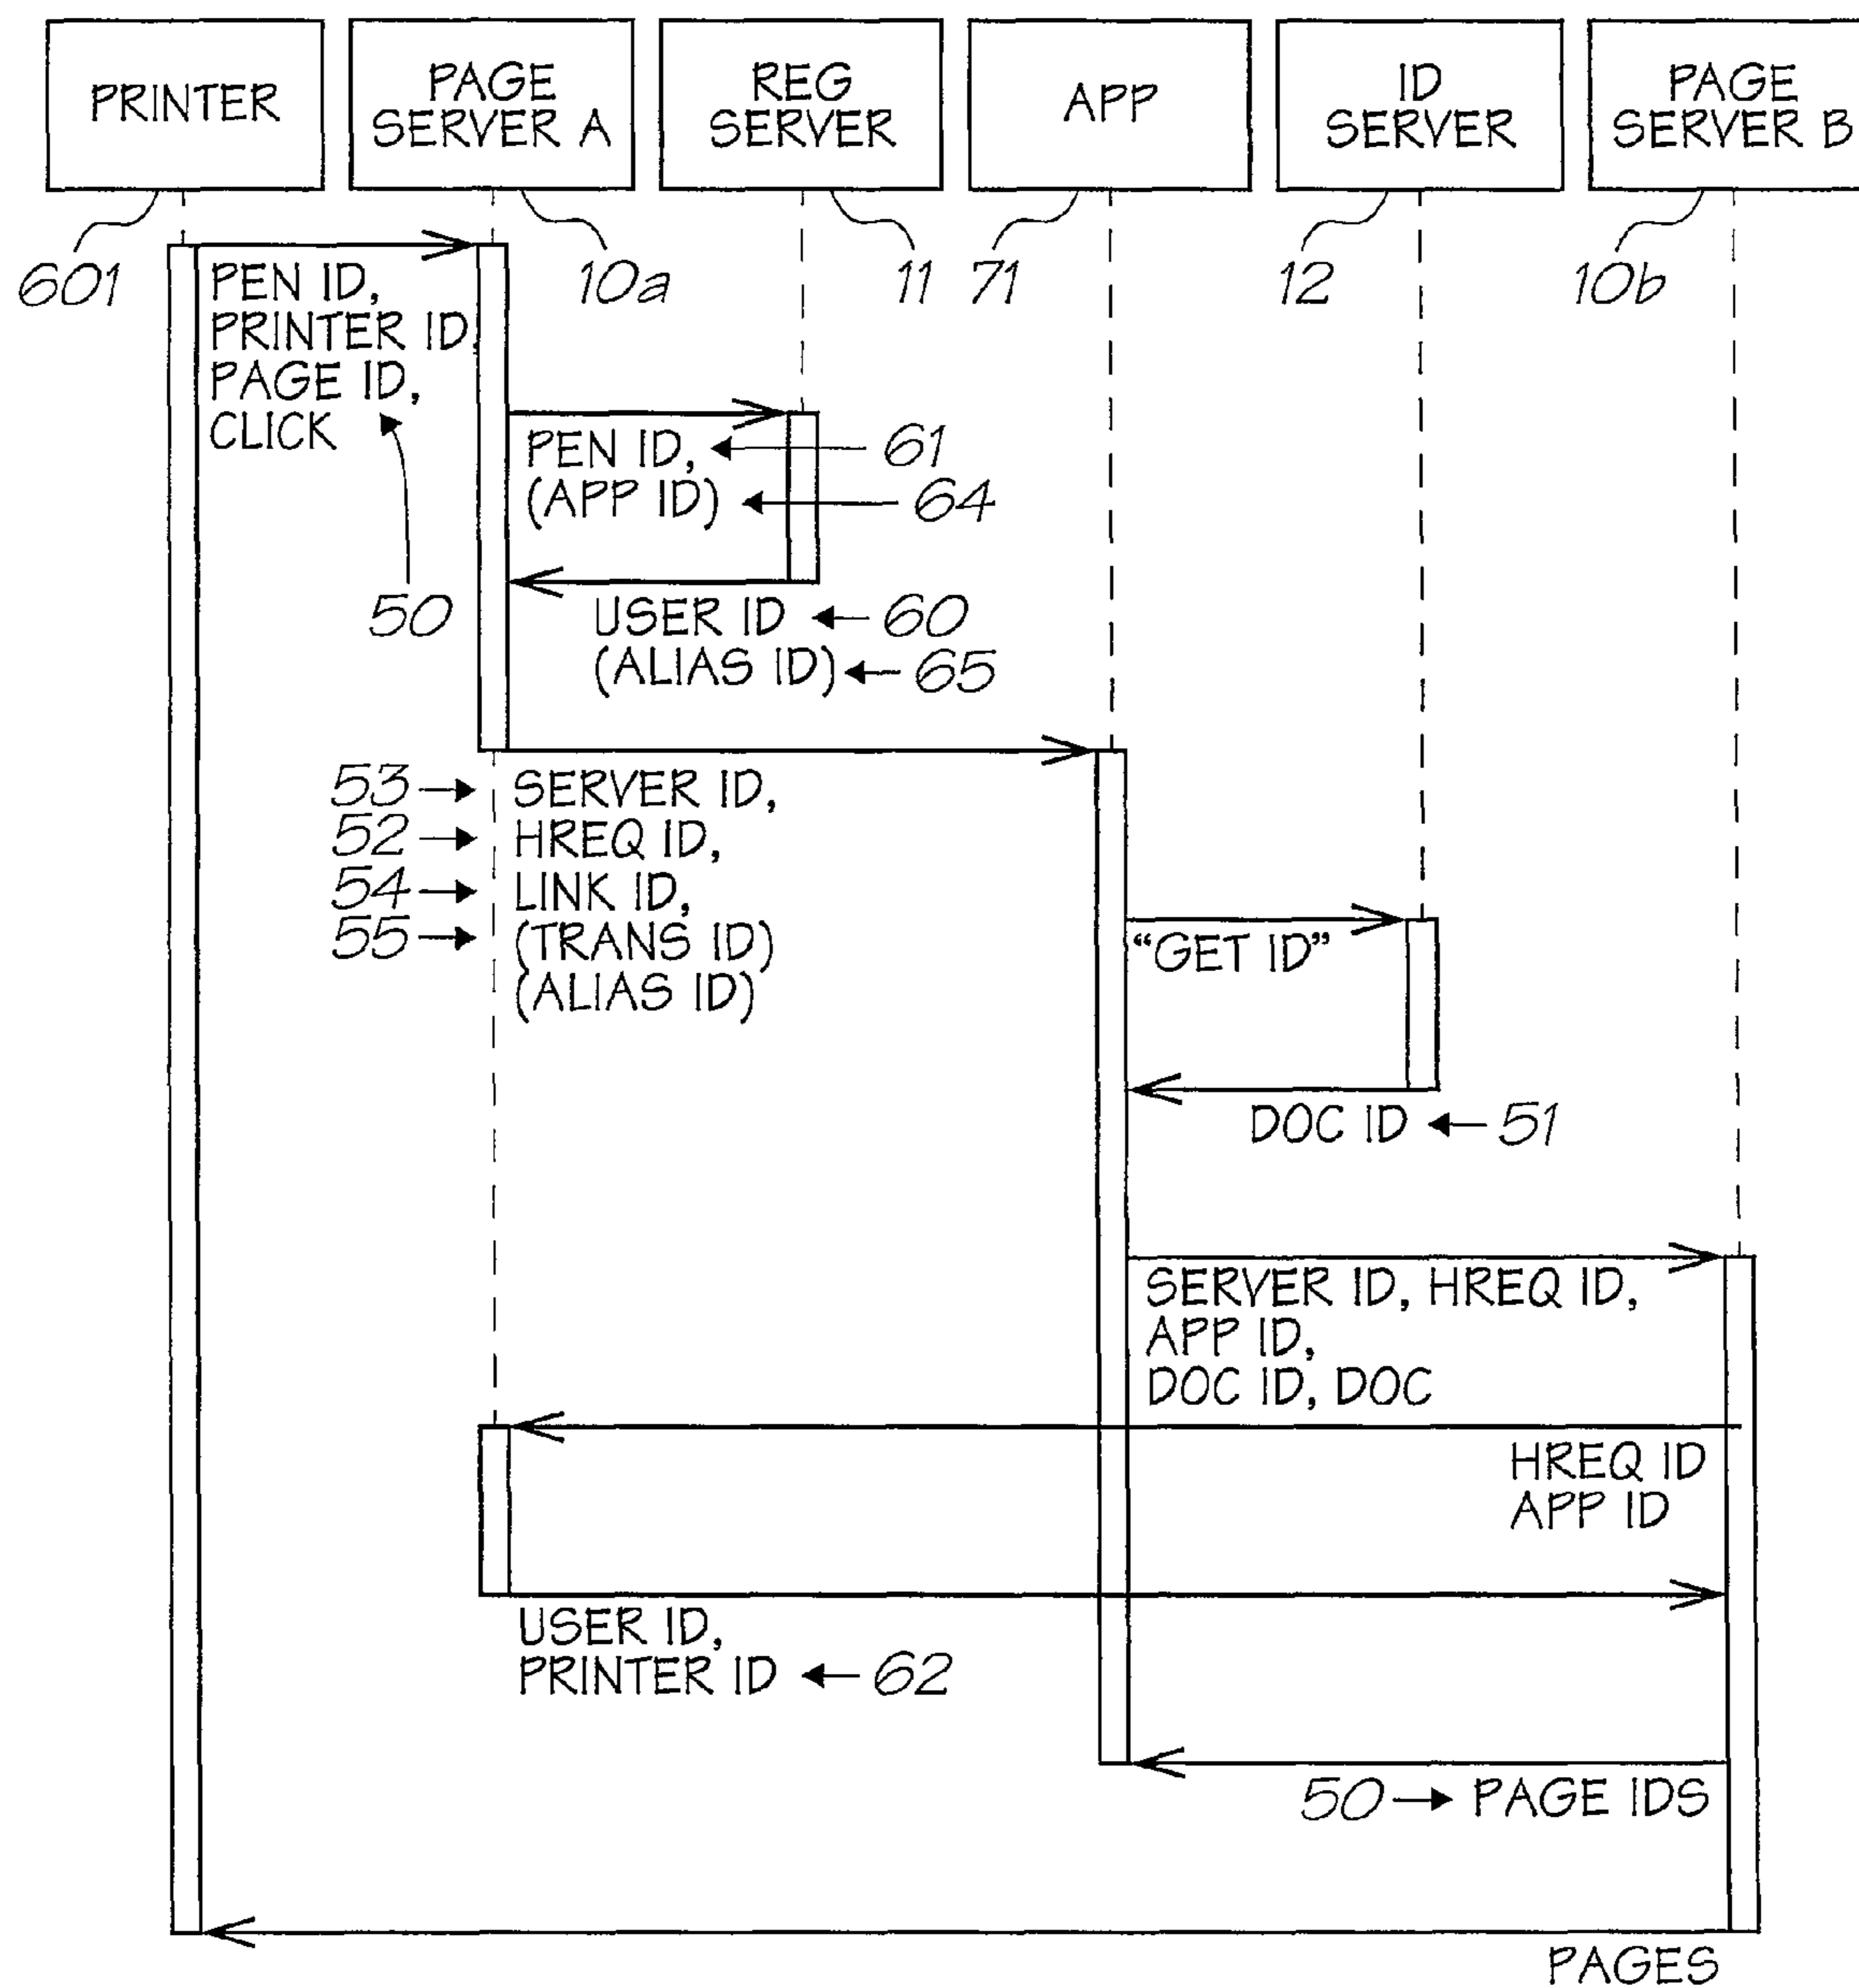 PRINTER
PAGE
SERVER A
REG
SERVER
APP
ID
SERVER
PAGE
SERVER B
601
10a
11
71
12
10b
PEN ID,
PRINTER ID,
PAGE ID,
CLICK
50
PEN ID,
61
(APP ID)
64
USER ID
60
(ALIAS ID)
65
53
SERVER ID,
52
HREQ ID,
54
LINK ID,
55
(TRANS ID)
(ALIAS ID)
“GET ID”
DOC ID
51
SERVER ID, HREQ ID,
APP ID,
DOC ID, DOC
HREQ ID
APP ID
USER ID,
PRINTER ID
62
50
PAGE IDS
PAGES